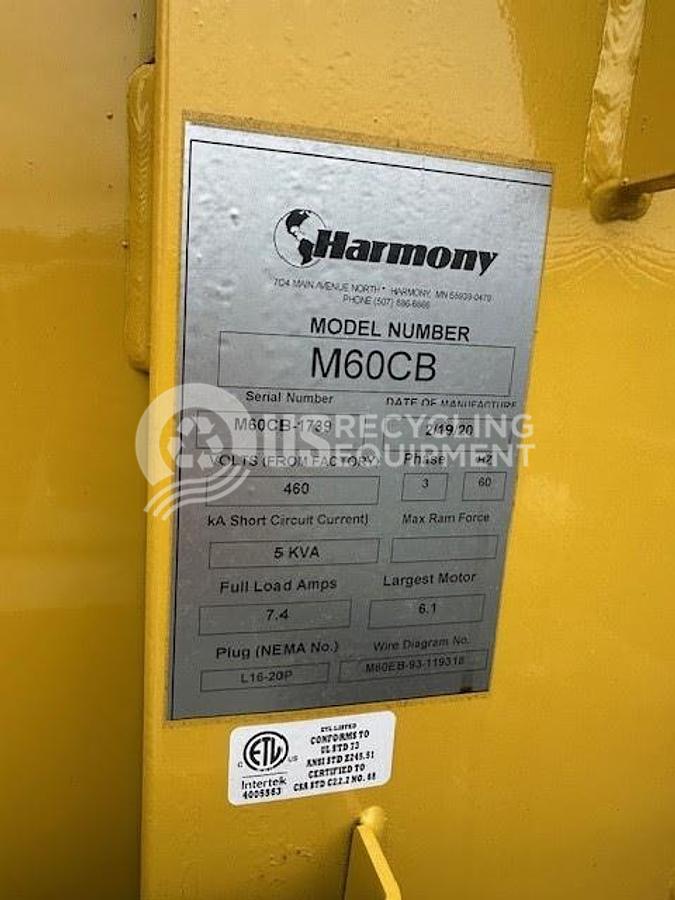 Harmony
704 MAIN AVENUE NORTH * HARMONY, MN 55939-0470
PHONE (507) 886-6666
MODEL NUMBER
M60CB
Serial Number DATE OF MANUFACTURE
M60CB-1739 2/19/20
VOLTS (FROM FACTORY) Phase HZ
460 3 60
kA Short Circuit Current) Max Ram Force
5 KVA
Full Load Amps Largest Motor
7.4 6.1
Plug (NEMA No.) Wire Diagram No.
L16-20P M60EB-93-119318
US RECYCLING
EQUIPMENT
ETL LISTED
CONFORMS TO
UL STD 73
ANSI STD Z245.51
CERTIFIED TO
CSA STD C22.2 NO. 68
C ETL US
Intertek
4005563